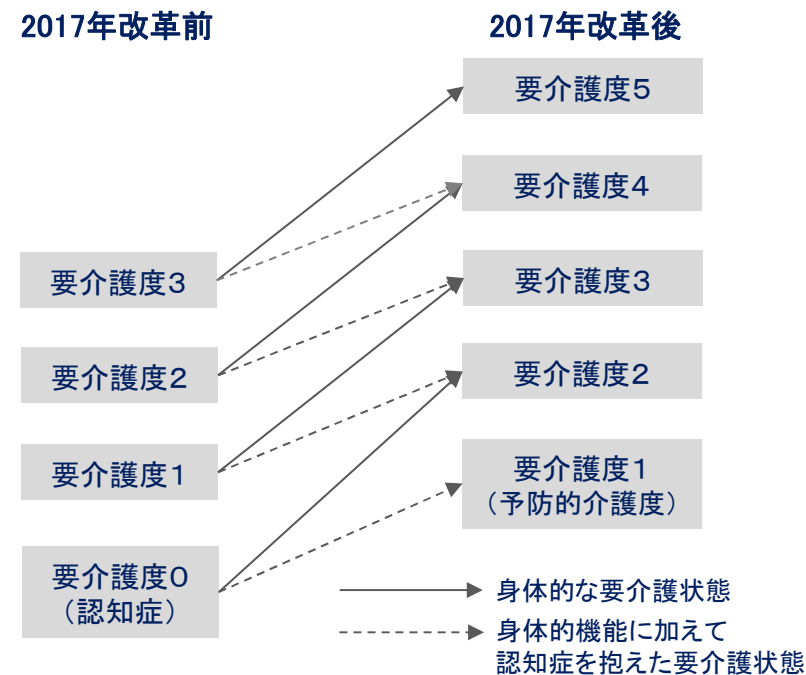 2017年改革前
2017年改革後
要介護度5
要介護度4
要介護度3
要介護度3
要介護度2
要介護度2
要介護度1
要介護度1
（予防的介護度）
要介護度0
（認知症）
身体的な要介護状態
身体的機能に加えて
認知症を抱えた要介護状態